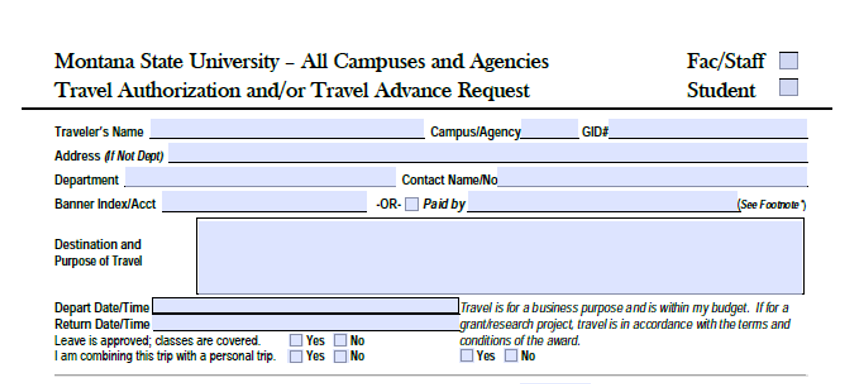 Montana State University – All Campuses and Agencies Fac/Staff
Travel Authorization and/or Travel Advance Request Student
Traveler's Name Campus/Agency GID#
Address (If Not Dept)
Department Contact Name/No
Banner Index/Acct -OR- Paid by (See Footnote*)
Destination and
Purpose of Travel
Depart Date/Time Travel is for a business purpose and is within my budget. If for a
Return Date/Time grant/research project, travel is in accordance with the terms and
Leave is approved; classes are covered. Yes No conditions of the award.
I am combining this trip with a personal trip. Yes No Yes No